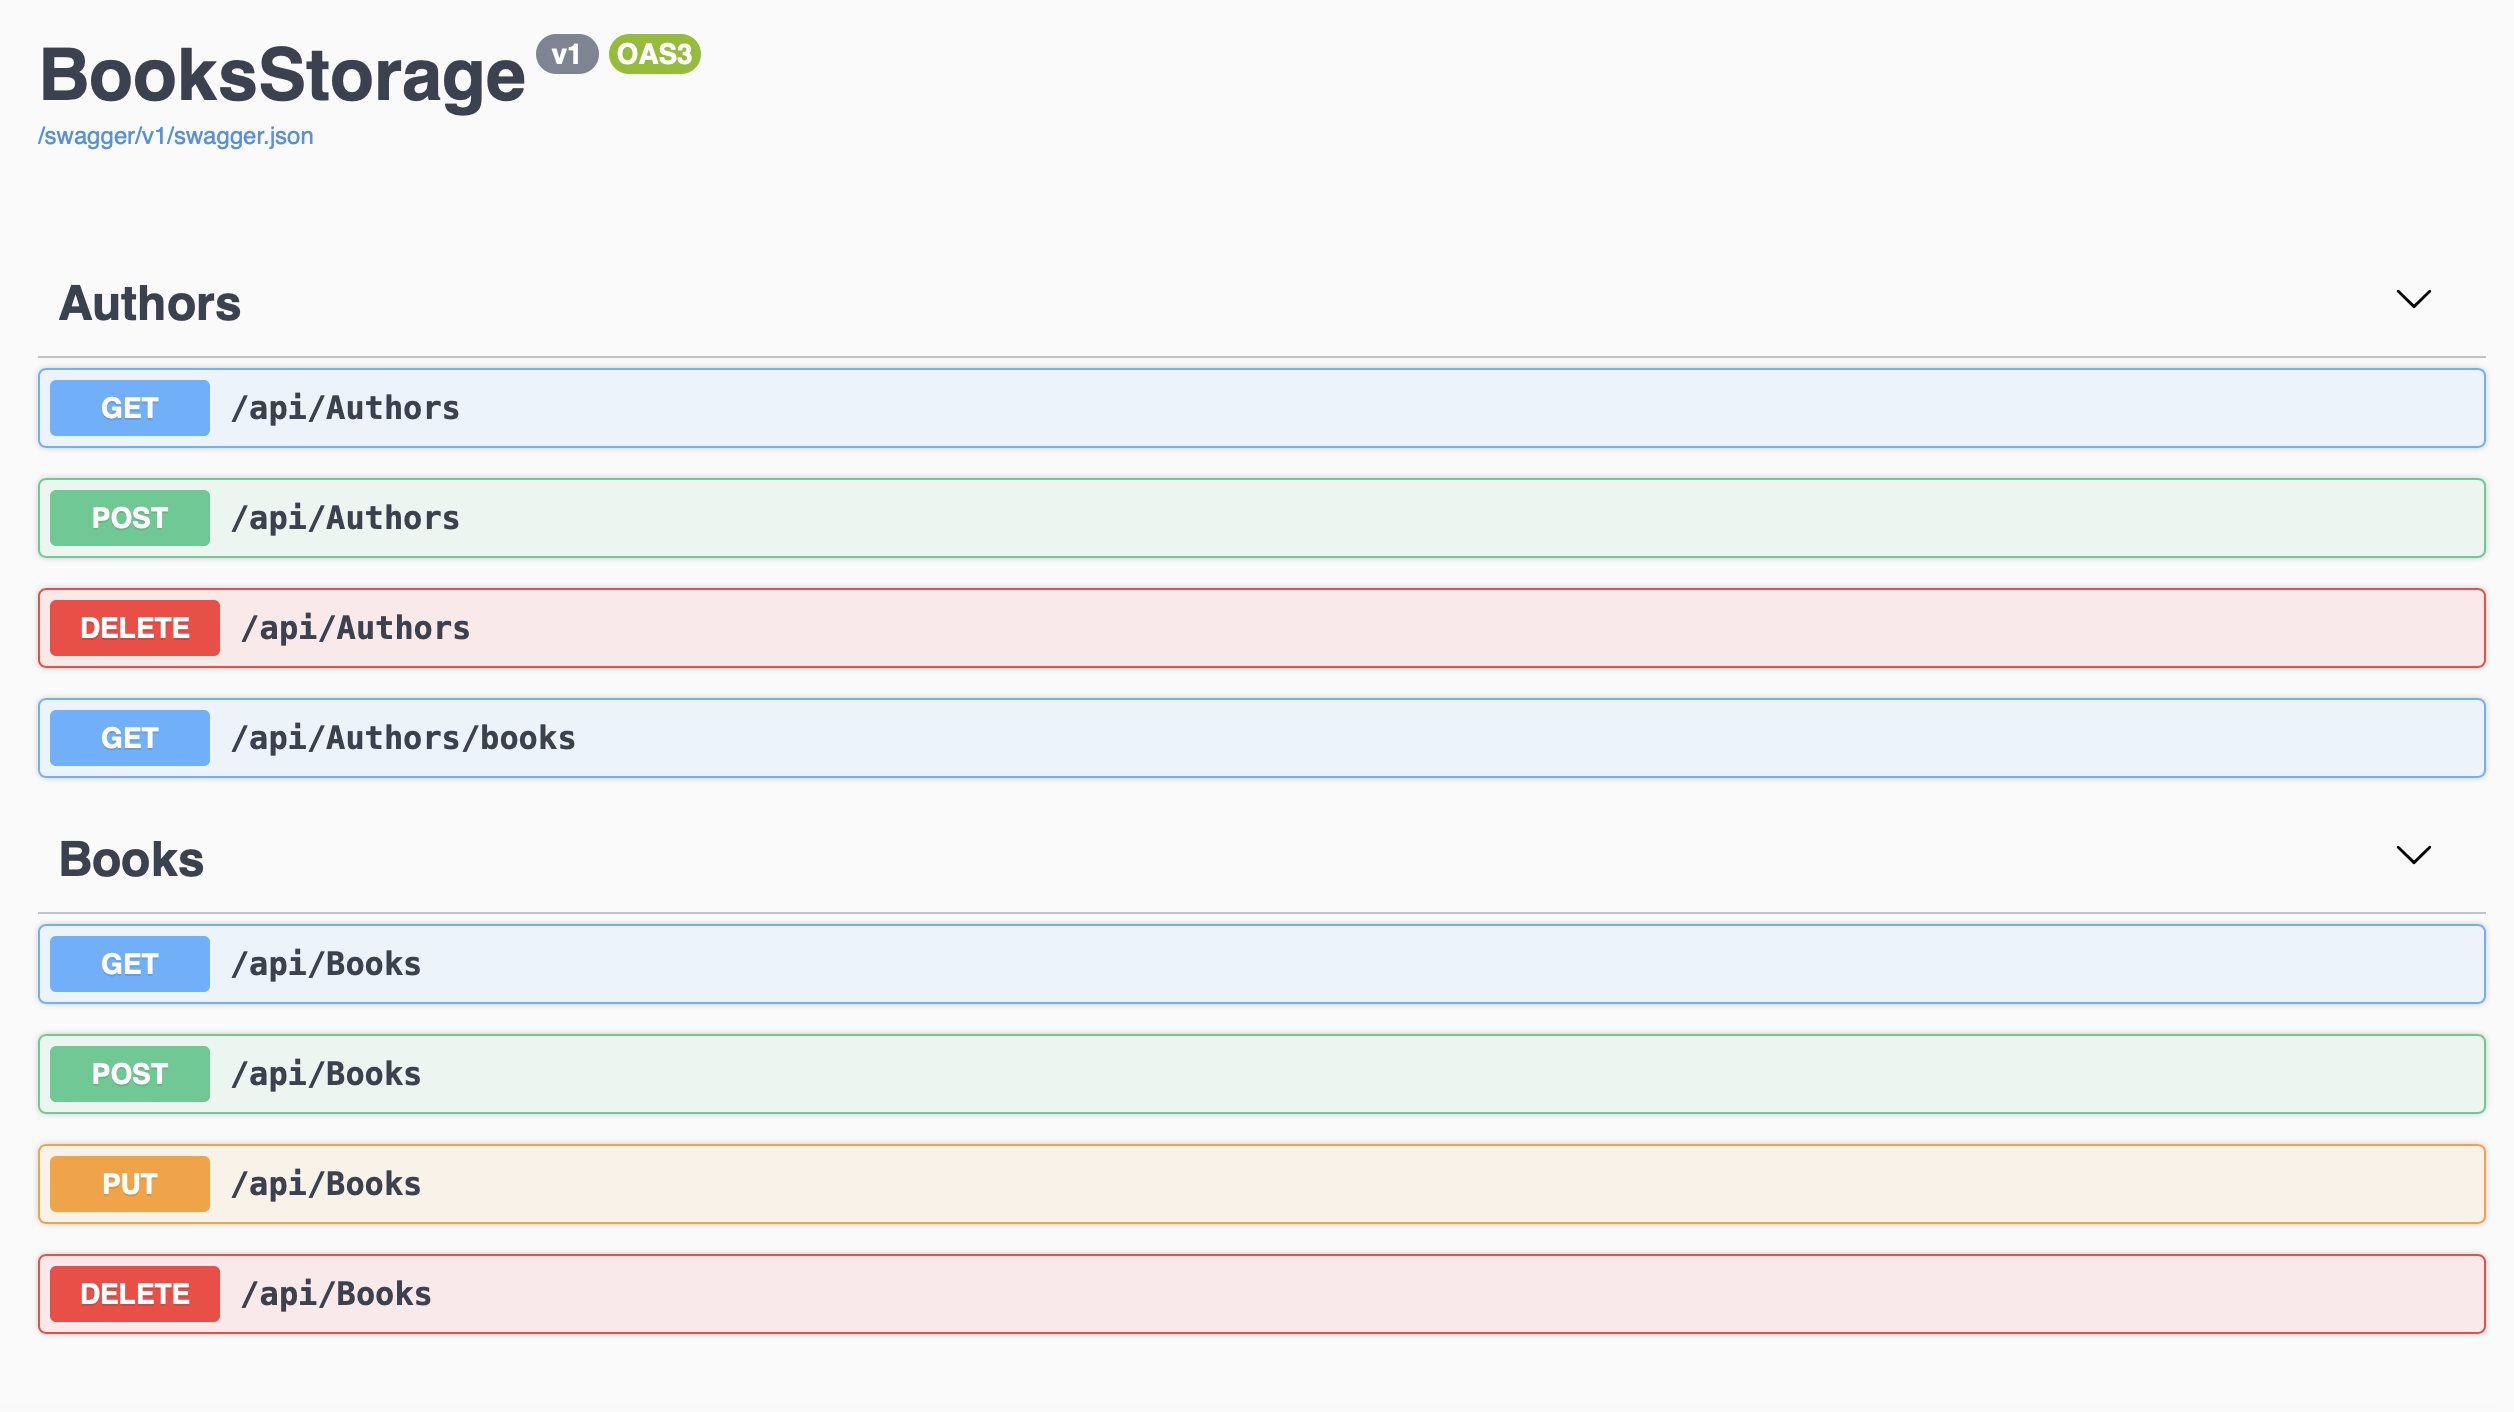 BooksStorage v1 OAS3
/swagger/v1/swagger.json
Authors
GET /api/Authors
POST /api/Authors
DELETE /api/Authors
GET /api/Authors/books
Books
GET /api/Books
POST /api/Books
PUT /api/Books
DELETE /api/Books